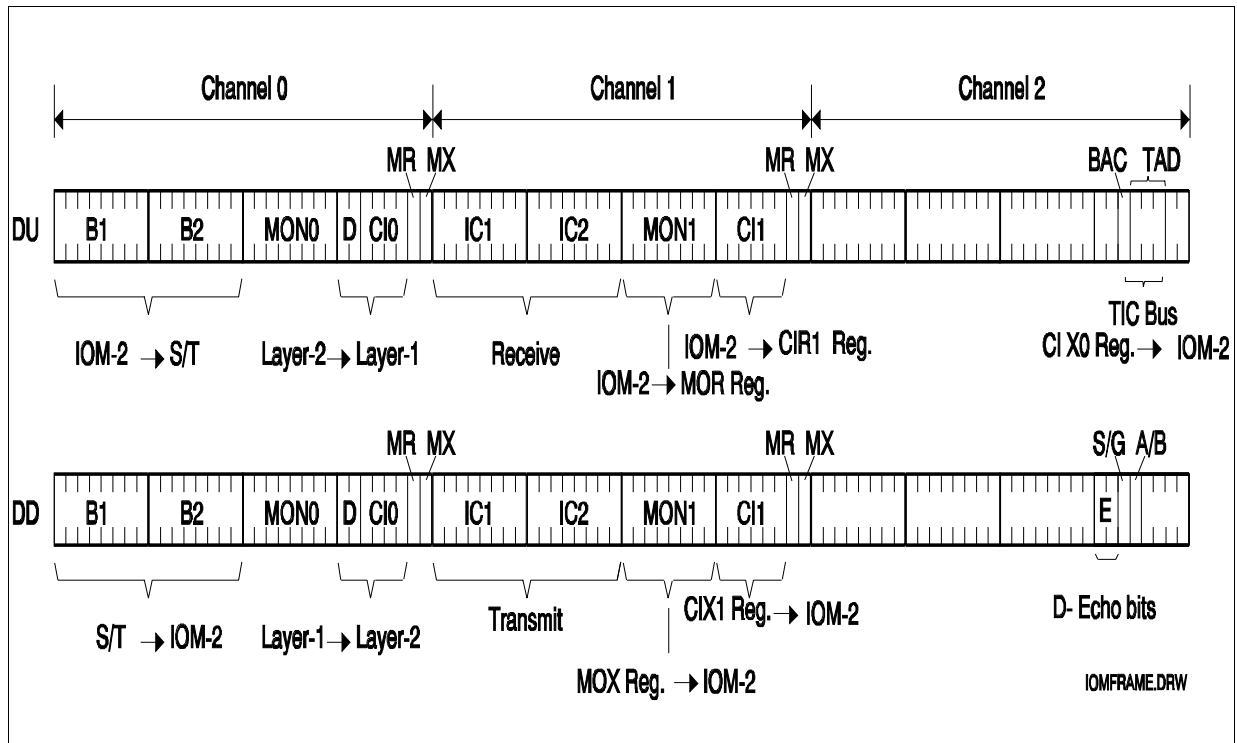 Channel 0 Channel 1 Channel 2
MR MX MR MX BAC TAD
DU B1 B2 MON0 D CI0 IC1 IC2 MON1 CI1
IOM-2 → S/T Layer-2 → Layer-1 Receive IOM-2 → CIR1 Reg. TIC Bus
IOM-2 → MOR Reg. CI X0 Reg. → IOM-2
MR MX MR MX S/G A/B
DD B1 B2 MON0 D CI0 IC1 IC2 MON1 CI1 E
S/T → IOM-2 Layer-1 → Layer-2 Transmit CIX1 Reg. → IOM-2 D- Echo bits
MOX Reg. → IOM-2 IOMFRAME.DRW